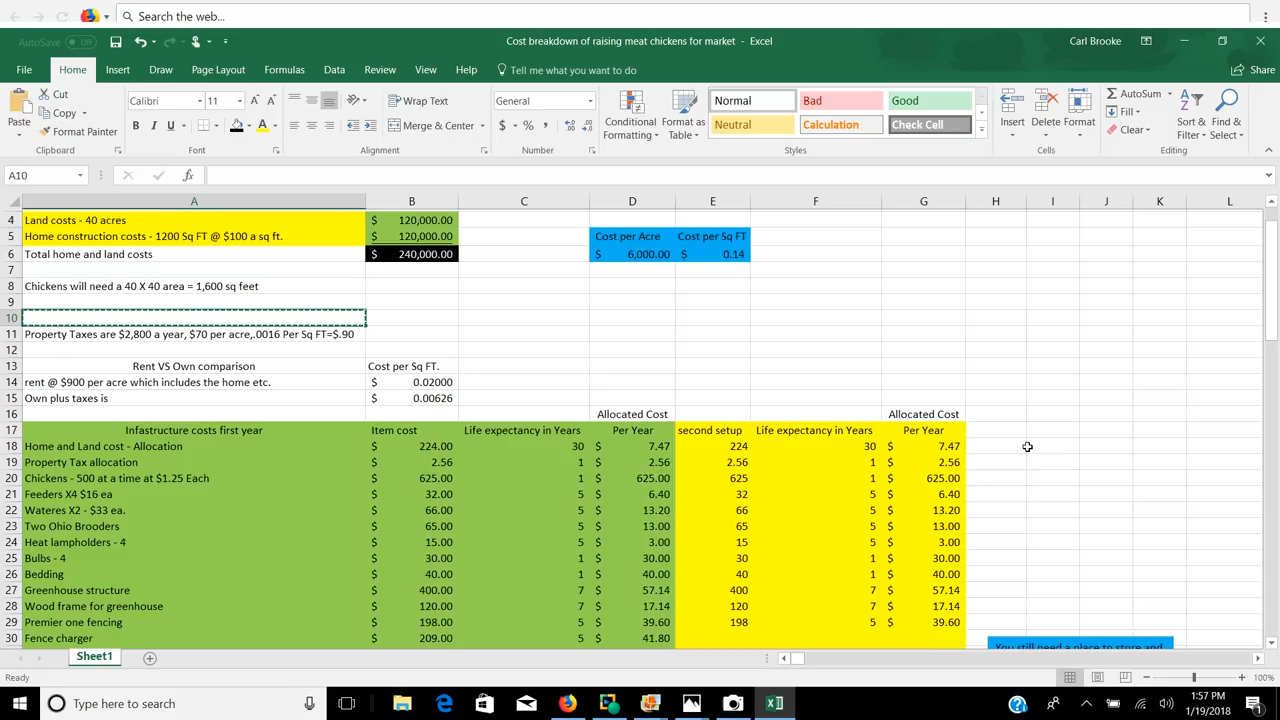 Search the web...
AutoSave Off
Cost breakdown of raising meat chickens for market - Excel
Carl Brooke
File Home Insert Draw Page Layout Formulas Data Review View Help Tell me what you want to do Share
Paste
Cut
Copy
Format Painter
Clipboard
Calibri 11
B I U
Font
Wrap Text
Merge & Center
Alignment
General
$ % ,
Number
Conditional Formatting
Format as Table
Normal Bad Good
Neutral Calculation Check Cell
Styles
Insert Delete Format
Cells
AutoSum
Fill
Clear
Sort & Filter
Find & Select
Editing
A10 fx
A B C D E F G H I J K L
4 Land costs - 40 acres $ 120,000.00
5 Home construction costs - 1200 Sq FT @ $100 a sq ft. $ 120,000.00 Cost per Acre Cost per Sq FT
6 Total home and land costs $ 240,000.00 $ 6,000.00 $ 0.14
7
8 Chickens will need a 40 X 40 area = 1,600 sq feet
9
10
11 Property Taxes are $2,800 a year, $70 per acre,.0016 Per Sq FT=$.90
12
13 Rent VS Own comparison Cost per Sq FT.
14 rent @ $900 per acre which includes the home etc. $ 0.02000
15 Own plus taxes is $ 0.00626
16 Allocated Cost Allocated Cost
17 Infastructure costs first year Item cost Life expectancy in Years Per Year second setup Life expectancy in Years Per Year
18 Home and Land cost - Allocation $ 224.00 30 $ 7.47 224 30 $ 7.47
19 Property Tax allocation $ 2.56 1 $ 2.56 2.56 1 $ 2.56
20 Chickens - 500 at a time at $1.25 Each $ 625.00 1 $ 625.00 625 1 $ 625.00
21 Feeders X4 $16 ea $ 32.00 5 $ 6.40 32 5 $ 6.40
22 Wateres X2 - $33 ea. $ 66.00 5 $ 13.20 66 5 $ 13.20
23 Two Ohio Brooders $ 65.00 5 $ 13.00 65 5 $ 13.00
24 Heat lampholders - 4 $ 15.00 5 $ 3.00 15 5 $ 3.00
25 Bulbs - 4 $ 30.00 1 $ 30.00 30 1 $ 30.00
26 Bedding $ 40.00 1 $ 40.00 40 1 $ 40.00
27 Greenhouse structure $ 400.00 7 $ 57.14 400 7 $ 57.14
28 Wood frame for greenhouse $ 120.00 7 $ 17.14 120 7 $ 17.14
29 Premier one fencing $ 198.00 5 $ 39.60 198 5 $ 39.60
30 Fence charger $ 209.00 5 $ 41.80
You still need a place to store and
Sheet1
Ready
100%
Type here to search
1:57 PM
1/19/2018